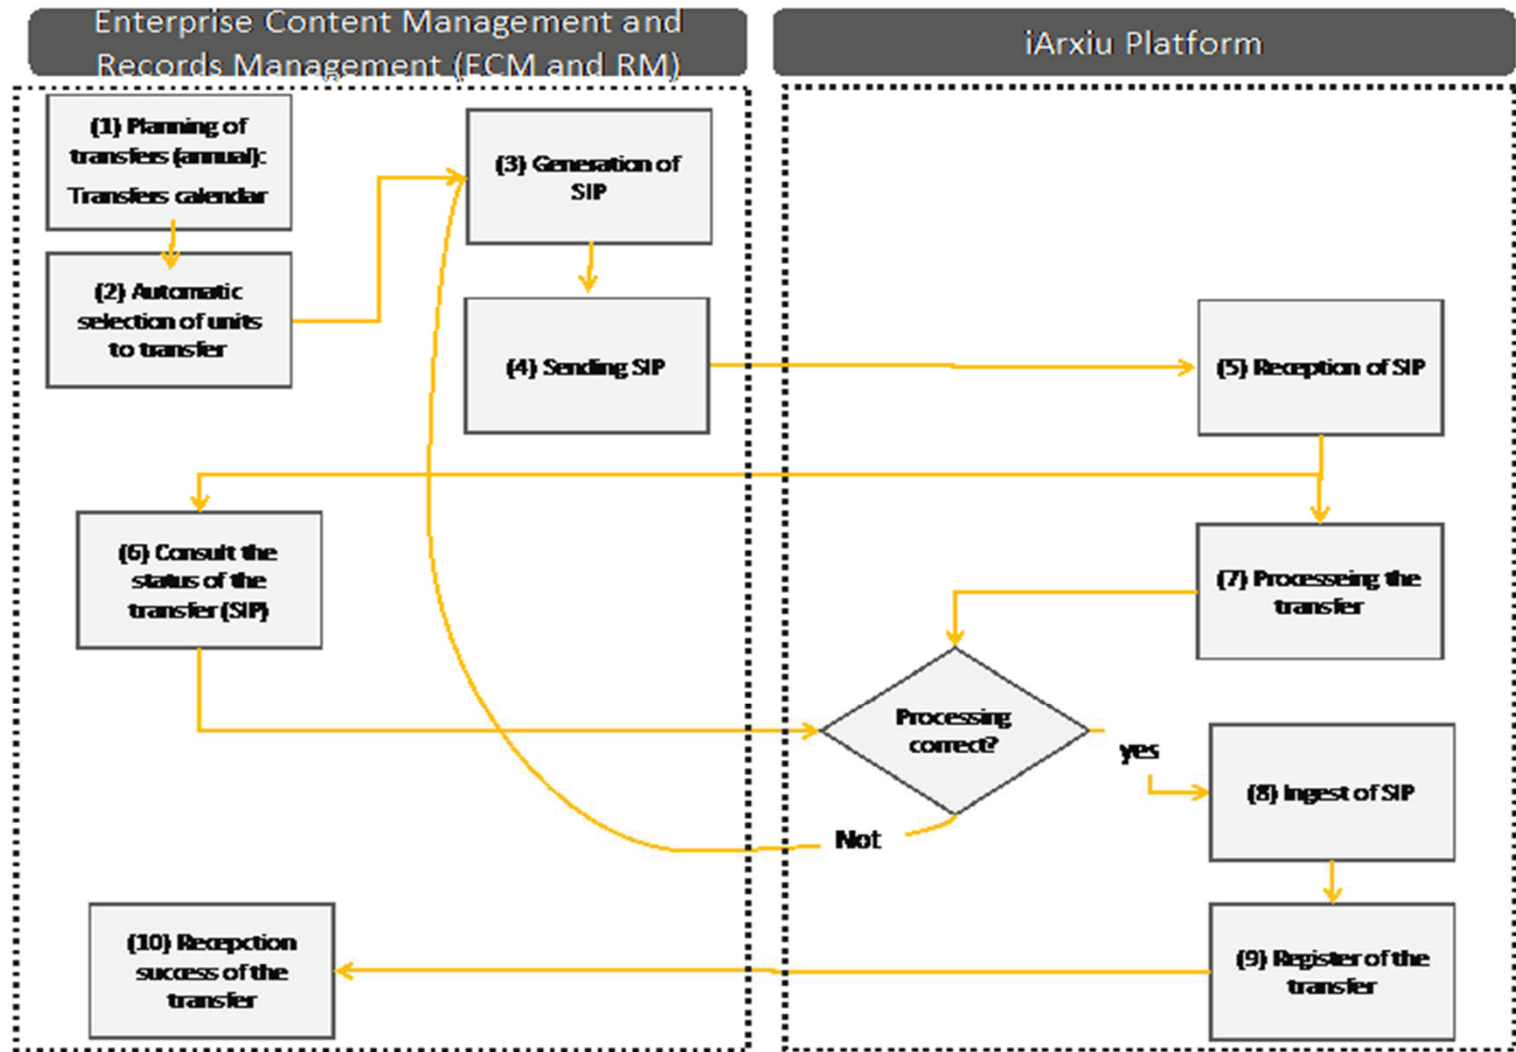 Enterprise Content Management and
Records Management (ECM and RM)
iArxiu Platform
(1) Planning of
transfers (annual):
Transfers calendar
(2) Automatic
selection of units
to transfer
(3) Generation of
SIP
(4) Sending SIP
(5) Reception of SIP
(6) Consult the
status of the
transfer (SIP)
(7) Processeing the
transfer
Processing
correct?
yes
Not
(8) Ingest of SIP
(9) Register of the
transfer
(10) Recepction
success of the
transfer